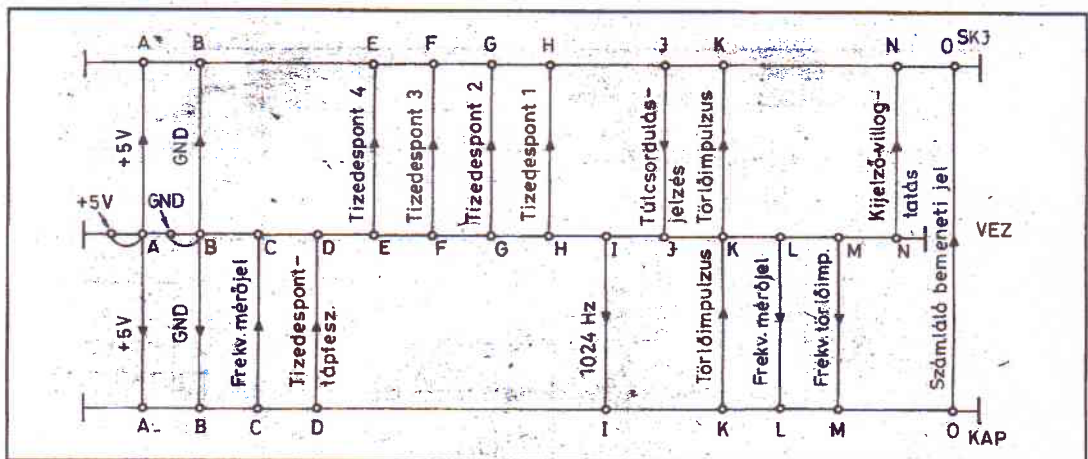 A B E F G H J K N O SK3
+5V
GND
Tizedespont 4
Tizedespont 3
Tizedespont 2
Tizedespont 1
Túlcsordulás-
jelzés
Törlőimpulzus
Kijelző-villog-
tatás
+5V
GND
A B C D E F G H I J K L M N VEZ
+5V
GND
Frekv. mérőjel
Tizedespont-
tápfesz.
1024 Hz
Törlőimpulzus
Frekv. mérőjel
Frekv. törlőimp.
Számláló bemeneti jel
A B C D I K L M O KAP